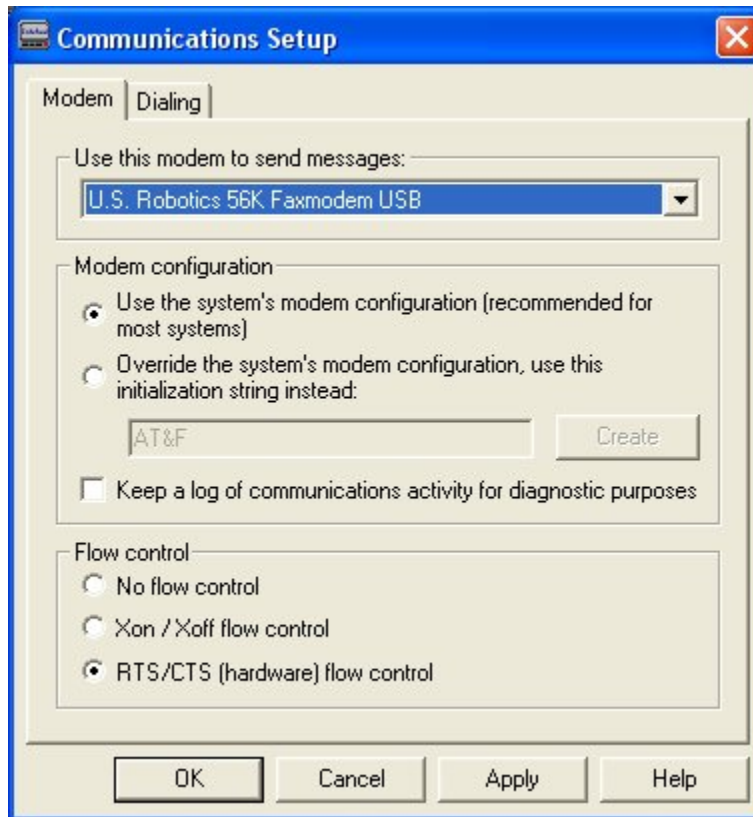 Communications Setup
Modem
Dialing
Use this modem to send messages:
U.S. Robotics 56K Faxmodem USB
Modem configuration
Use the system's modem configuration (recommended for
most systems)
Override the system's modem configuration, use this
initialization string instead:
AT&F
Create
Keep a log of communications activity for diagnostic purposes
Flow control
No flow control
Xon / Xoff flow control
RTS/CTS (hardware) flow control
OK
Cancel
Apply
Help